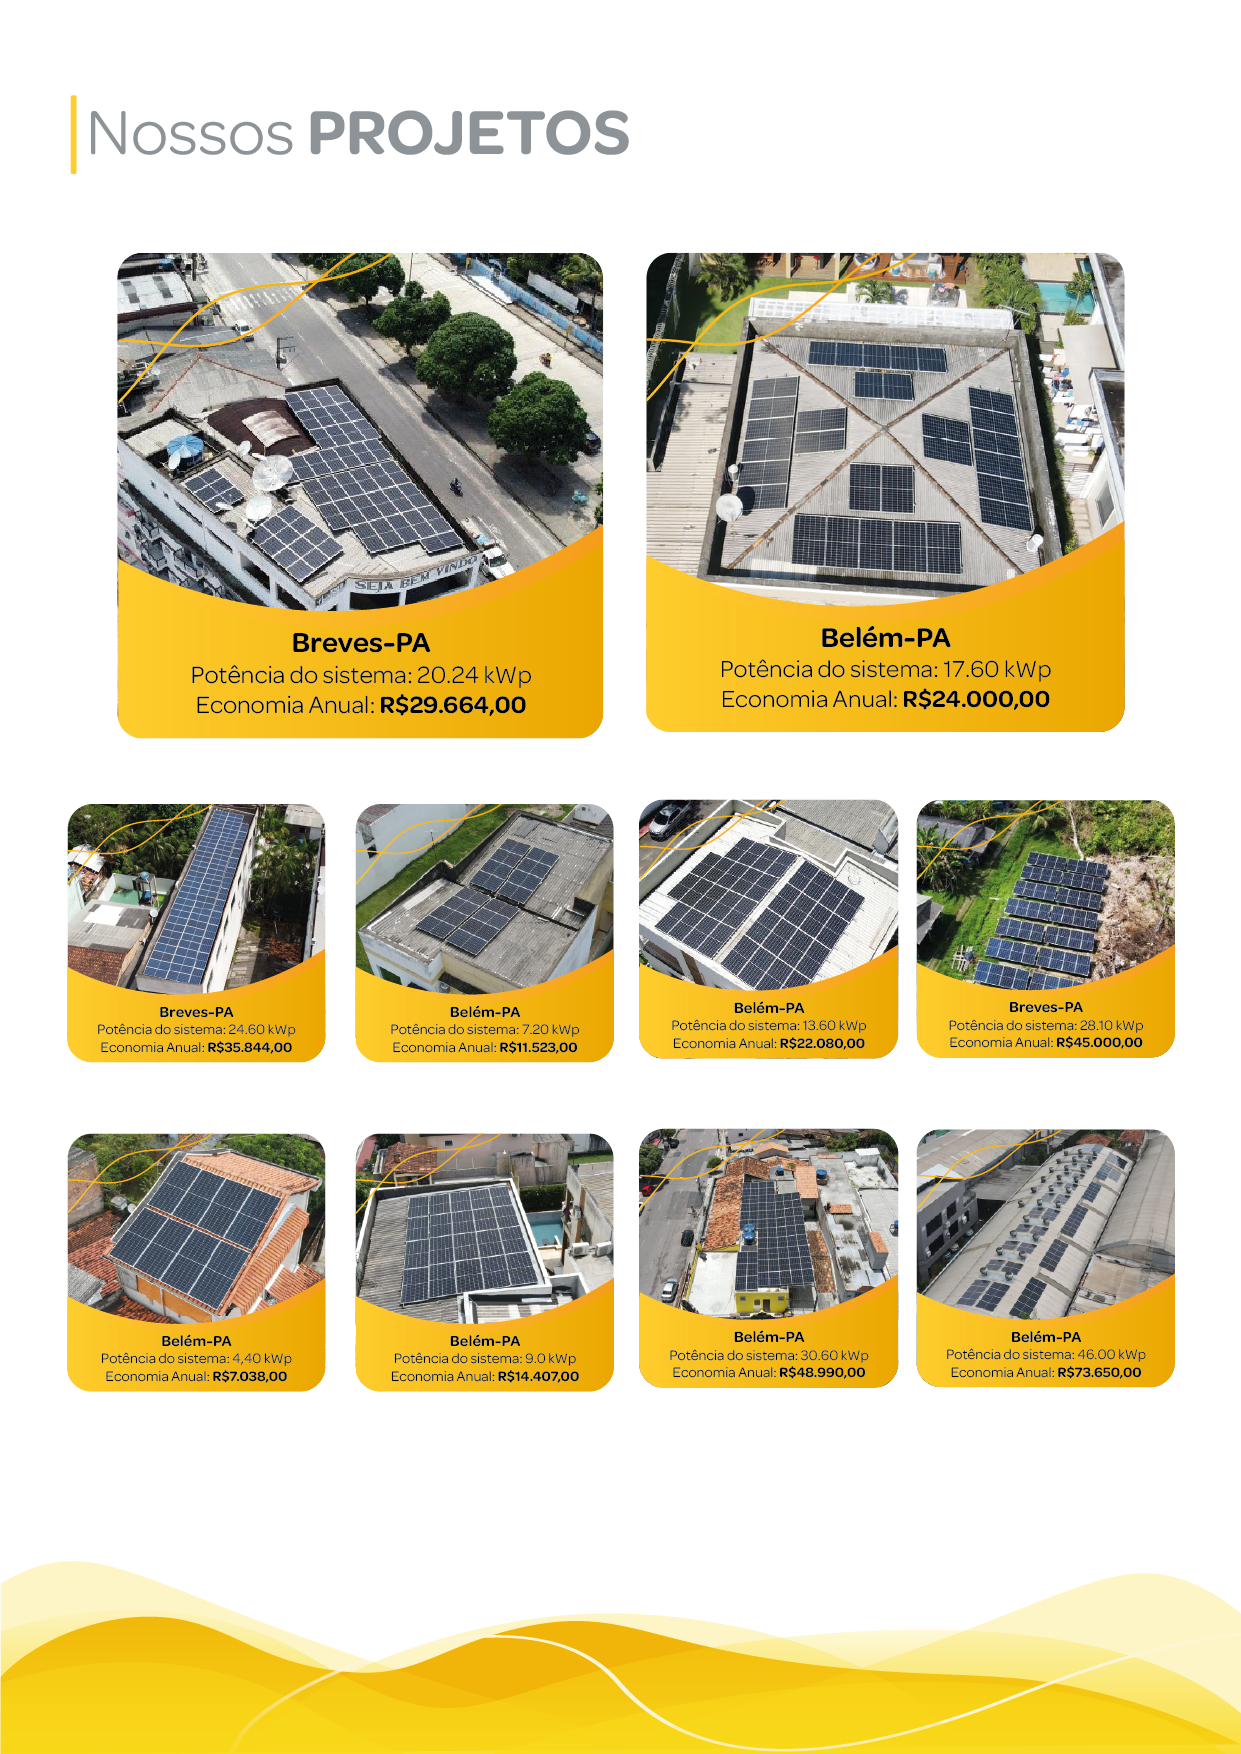 Nossos PROJETOS
SEJA BEM VINDO
Breves-PA
Potência do sistema: 20.24 kWp
Economia Anual: R$29.664,00
Belém-PA
Potência do sistema: 17.60 kWp
Economia Anual: R$24.000,00
Breves-PA
Potência do sistema: 24.60 kWp
Economia Anual: R$35.844,00
Belém-PA
Potência do sistema: 7.20 kWp
Economia Anual: R$11.523,00
Belém-PA
Potência do sistema: 13.60 kWp
Economia Anual: R$22.080,00
Breves-PA
Potência do sistema: 28.10 kWp
Economia Anual: R$45.000,00
Belém-PA
Potência do sistema: 4,40 kWp
Economia Anual: R$7.038,00
Belém-PA
Potência do sistema: 9.0 kWp
Economia Anual: R$14.407,00
Belém-PA
Potência do sistema: 30.60 kWp
Economia Anual: R$48.990,00
Belém-PA
Potência do sistema: 46.00 kWp
Economia Anual: R$73.650,00